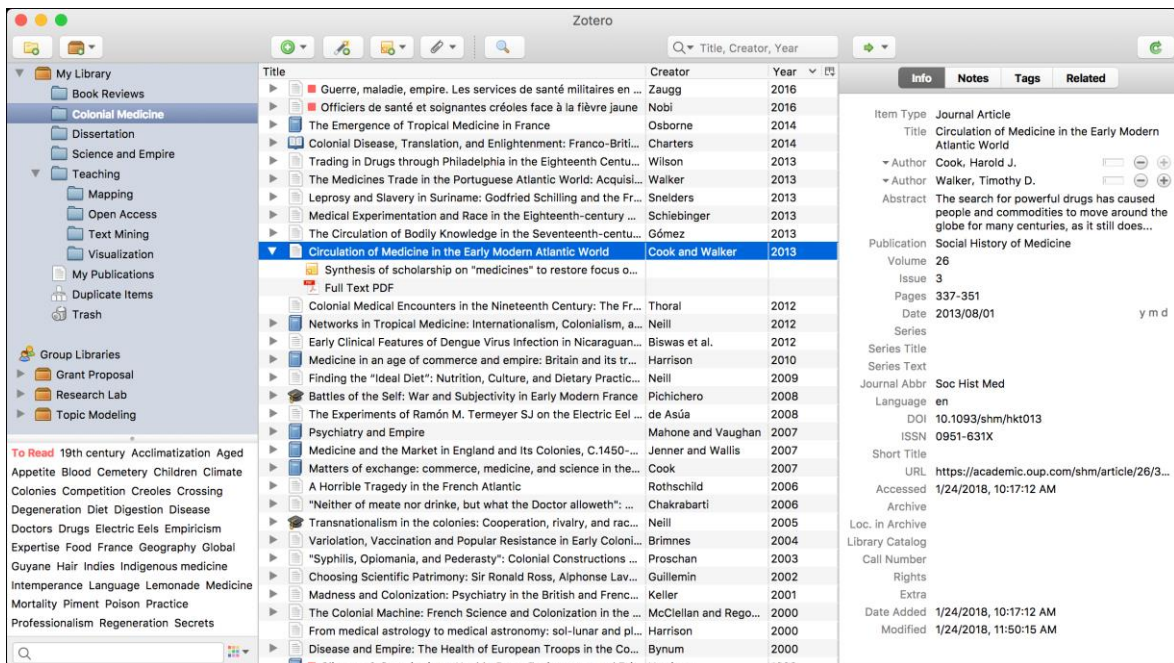 Zotero
Title, Creator, Year
My Library
Book Reviews
Colonial Medicine
Dissertation
Science and Empire
Teaching
Mapping
Open Access
Text Mining
Visualization
My Publications
Duplicate Items
Trash
Group Libraries
Grant Proposal
Research Lab
Topic Modeling
To Read 19th century Acclimatization Aged
Appetite Blood Cemetery Children Climate
Colonies Competition Creoles Crossing
Degeneration Diet Digestion Disease
Doctors Drugs Electric Eels Empiricism
Expertise Food France Geography Global
Guyane Hair Indies Indigenous medicine
Intemperance Language Lemonade Medicine
Mortality Piment Poison Practice
Professionalism Regeneration Secrets
Title Creator Year
Guerre, maladie, empire. Les services de santé militaires en ... Zaugg 2016
Officiers de santé et soignantes créoles face à la fièvre jaune Nobi 2016
The Emergence of Tropical Medicine in France Osborne 2014
Colonial Disease, Translation, and Enlightenment: Franco-Briti... Charters 2014
Trading in Drugs through Philadelphia in the Eighteenth Centu... Wilson 2013
The Medicines Trade in the Portuguese Atlantic World: Acquisi... Walker 2013
Leprosy and Slavery in Suriname: Godfried Schilling and the Fr... Snelders 2013
Medical Experimentation and Race in the Eighteenth-century ... Schiebinger 2013
The Circulation of Bodily Knowledge in the Seventeenth-centu... Gómez 2013
Circulation of Medicine in the Early Modern Atlantic World Cook and Walker 2013
Synthesis of scholarship on "medicines" to restore focus o...
Full Text PDF
Colonial Medical Encounters in the Nineteenth Century: The Fr... Thoral 2012
Networks in Tropical Medicine: Internationalism, Colonialism, a... Neill 2012
Early Clinical Features of Dengue Virus Infection in Nicaraguan... Biswas et al. 2012
Medicine in an age of commerce and empire: Britain and its tr... Harrison 2010
Finding the “Ideal Diet”: Nutrition, Culture, and Dietary Practic... Neill 2009
Battles of the Self: War and Subjectivity in Early Modern France Pichichero 2008
The Experiments of Ramón M. Termeyer SJ on the Electric Eel ... de Asúa 2008
Psychiatry and Empire Mahone and Vaughan 2007
Medicine and the Market in England and Its Colonies, C.1450-... Jenner and Wallis 2007
Matters of exchange: commerce, medicine, and science in the... Cook 2007
A Horrible Tragedy in the French Atlantic Rothschild 2006
"Neither of meate nor drinke, but what the Doctor alloweth": ... Chakrabarti 2006
Transnationalism in the colonies: Cooperation, rivalry, and rac... Neill 2005
Variolation, Vaccination and Popular Resistance in Early Coloni... Brimnes 2004
"Syphilis, Opiomania, and Pederasty": Colonial Constructions ... Proschan 2003
Choosing Scientific Patrimony: Sir Ronald Ross, Alphonse Lav... Guillemin 2002
Madness and Colonization: Psychiatry in the British and Frenc... Keller 2001
The Colonial Machine: French Science and Colonization in the ... McClellan and Rego... 2000
From medical astrology to medical astronomy: sol-lunar and pl... Harrison 2000
Disease and Empire: The Health of European Troops in the Co... Bynum 2000
Info Notes Tags Related
Item Type Journal Article
Title Circulation of Medicine in the Early Modern
Atlantic World
Author Cook, Harold J.
Author Walker, Timothy D.
Abstract The search for powerful drugs has caused
people and commodities to move around the
globe for many centuries, as it still does...
Publication Social History of Medicine
Volume 26
Issue 3
Pages 337-351
Date 2013/08/01 y m d
Series
Series Title
Series Text
Journal Abbr Soc Hist Med
Language en
DOI 10.1093/shm/hkt013
ISSN 0951-631X
Short Title
URL https://academic.oup.com/shm/article/26/3...
Accessed 1/24/2018, 10:17:12 AM
Archive
Loc. in Archive
Library Catalog
Call Number
Rights
Extra
Date Added 1/24/2018, 10:17:12 AM
Modified 1/24/2018, 11:50:15 AM